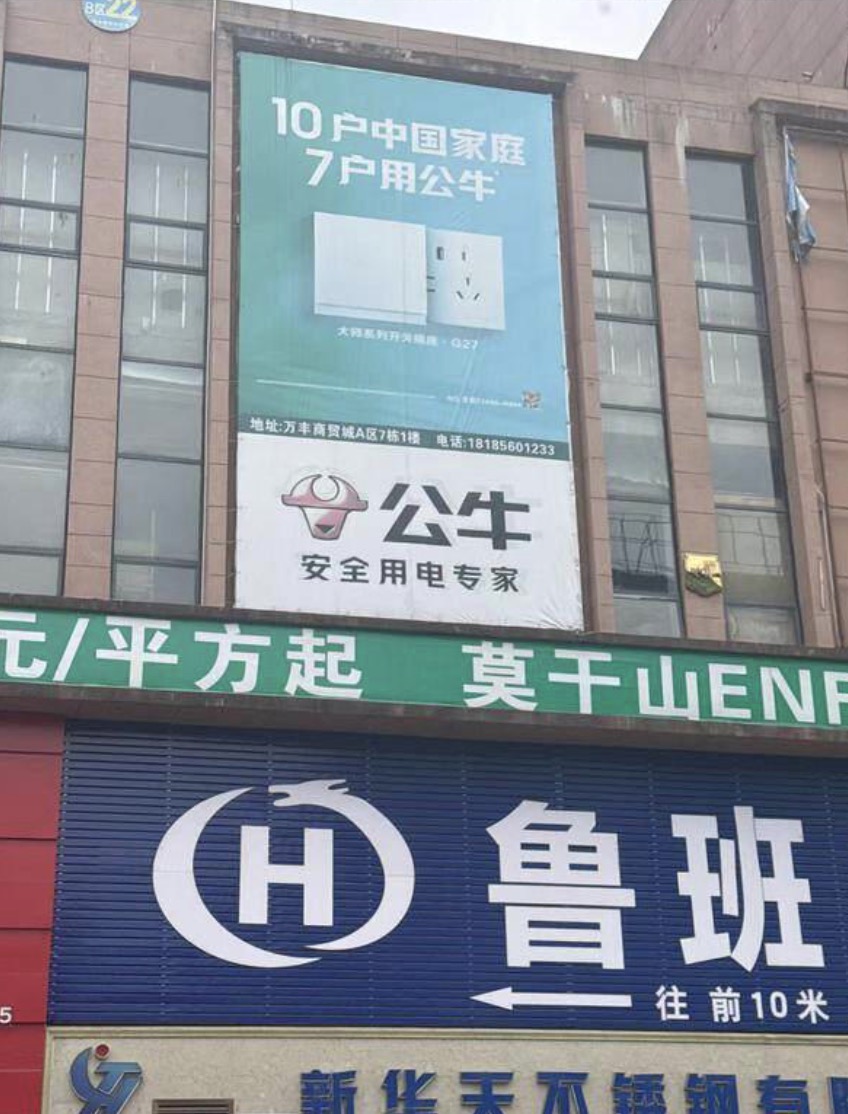 B区22
10户中国家庭
7户用公牛
大师系列开关插座·G27
地址:万丰商贸城A区7栋1楼 电话:18185601233
公牛
安全用电专家
元/平方起 莫干山ENF
H 鲁班
往前10米
5
新华天不锈钢有